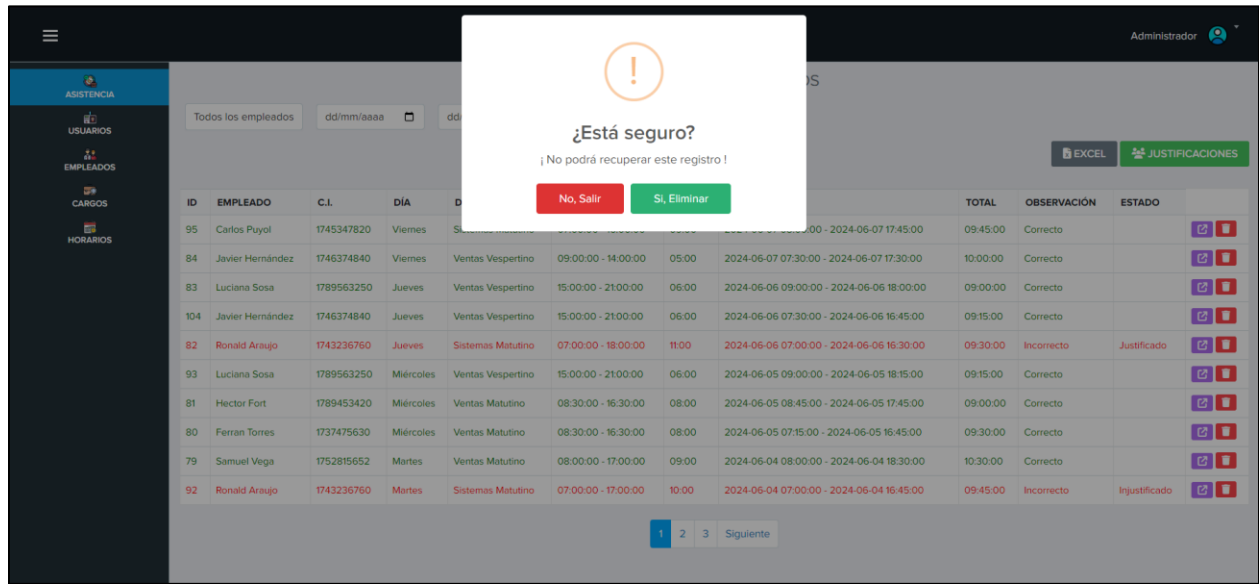 Administrador
ASISTENCIA
USUARIOS
EMPLEADOS
CARGOS
HORARIOS
Todos los empleados dd/mm/aaaa
!
¿Está seguro?
¡ No podrá recuperar este registro !
No, Salir Si, Eliminar
EXCEL JUSTIFICACIONES
ID EMPLEADO C.I. DÍA TOTAL OBSERVACIÓN ESTADO
95 Carlos Puyol 1745347820 Viernes 2024-06-07 17:45:00 09:45:00 Correcto
84 Javier Hernández 1746374840 Viernes Ventas Vespertino 09:00:00 - 14:00:00 05:00 2024-06-07 07:30:00 - 2024-06-07 17:30:00 10:00:00 Correcto
83 Luciana Sosa 1789563250 Jueves Ventas Vespertino 15:00:00 - 21:00:00 06:00 2024-06-06 09:00:00 - 2024-06-06 18:00:00 09:00:00 Correcto
104 Javier Hernández 1746374840 Jueves Ventas Vespertino 15:00:00 - 21:00:00 06:00 2024-06-06 07:30:00 - 2024-06-06 16:45:00 09:15:00 Correcto
82 Ronald Araujo 1743236760 Jueves Sistemas Matutino 07:00:00 - 18:00:00 11:00 2024-06-06 07:00:00 - 2024-06-06 16:30:00 09:30:00 Incorrecto Justificado
93 Luciana Sosa 1789563250 Miércoles Ventas Vespertino 15:00:00 - 21:00:00 06:00 2024-06-05 09:00:00 - 2024-06-05 18:15:00 09:15:00 Correcto
81 Hector Fort 1789453420 Miércoles Ventas Matutino 08:30:00 - 16:30:00 08:00 2024-06-05 08:45:00 - 2024-06-05 17:45:00 09:00:00 Correcto
80 Ferran Torres 1737475630 Miércoles Ventas Matutino 08:30:00 - 16:30:00 08:00 2024-06-05 07:15:00 - 2024-06-05 16:45:00 09:30:00 Correcto
79 Samuel Vega 1752815652 Martes Ventas Matutino 08:00:00 - 17:00:00 09:00 2024-06-04 08:00:00 - 2024-06-04 18:30:00 10:30:00 Correcto
92 Ronald Araujo 1743236760 Martes Sistemas Matutino 07:00:00 - 17:00:00 10:00 2024-06-04 07:00:00 - 2024-06-04 16:45:00 09:45:00 Incorrecto Injustificado
1 2 3 Siguiente